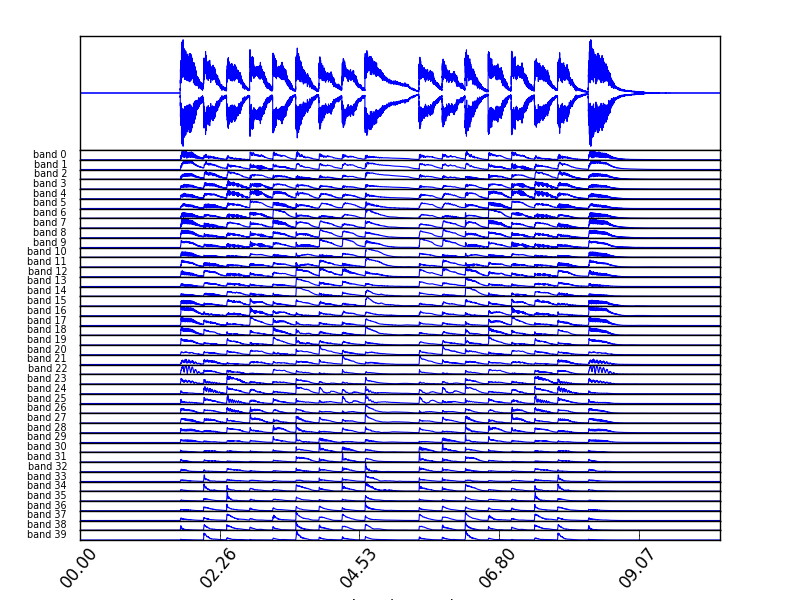 band 0
band 1
band 2
band 3
band 4
band 5
band 6
band 7
band 8
band 9
band 10
band 11
band 12
band 13
band 14
band 15
band 16
band 17
band 18
band 19
band 20
band 21
band 22
band 23
band 24
band 25
band 26
band 27
band 28
band 29
band 30
band 31
band 32
band 33
band 34
band 35
band 36
band 37
band 38
band 39
00.00
02.26
04.53
06.80
09.07